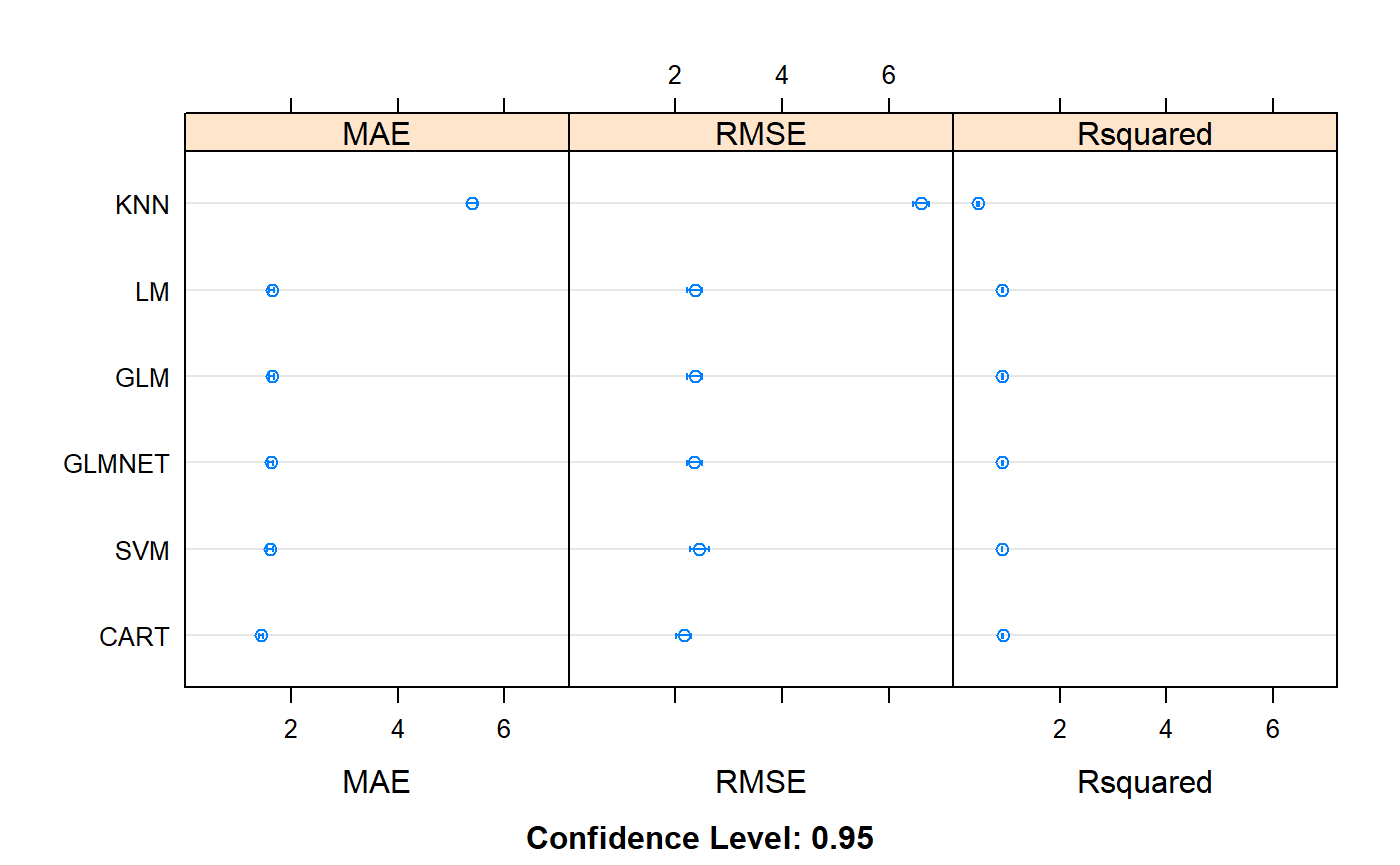 2 4 6
MAE RMSE Rsquared
KNN
LM
GLM
GLMNET
SVM
CART
2 4 6 2 4 6
MAE RMSE Rsquared
Confidence Level: 0.95